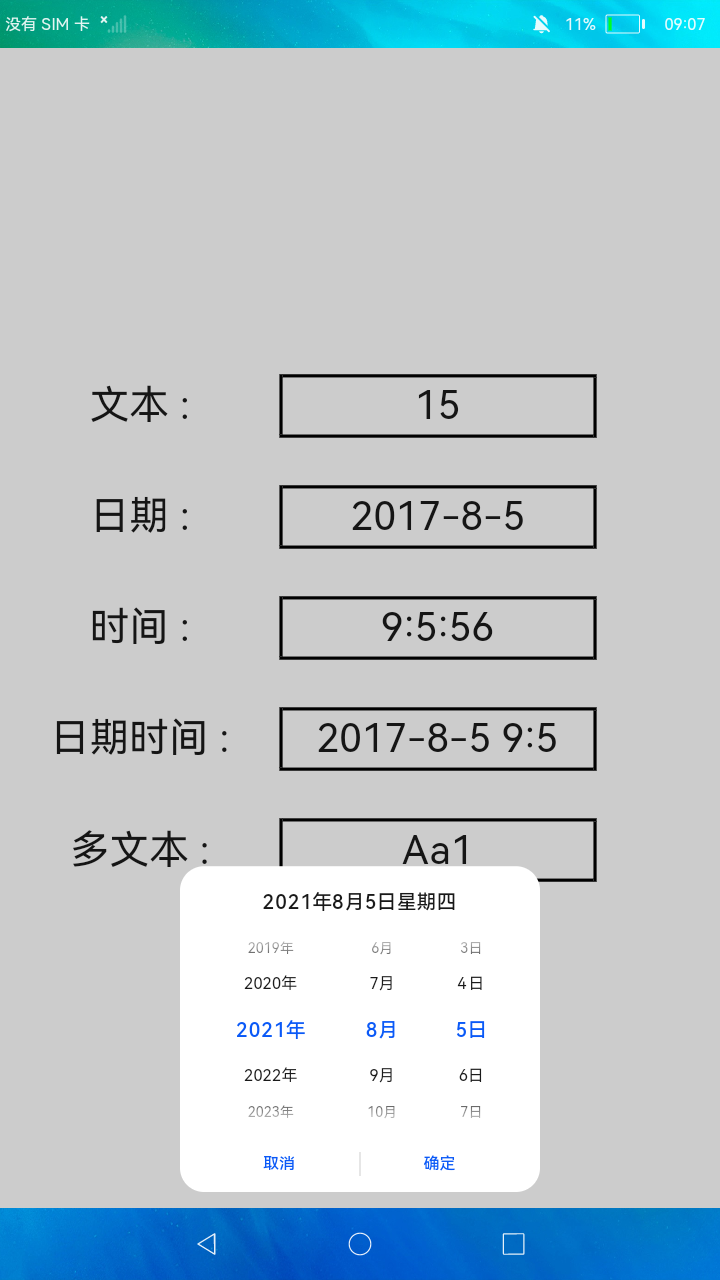 没有 SIM 卡 11% 09:07
文本 : 15
日期 : 2017-8-5
时间 : 9:5:56
日期时间 : 2017-8-5 9:5
多文本 : Aa1
2021年8月5日星期四
2019年 6月 3日
2020年 7月 4日
2021年 8月 5日
2022年 9月 6日
2023年 10月 7日
取消 确定